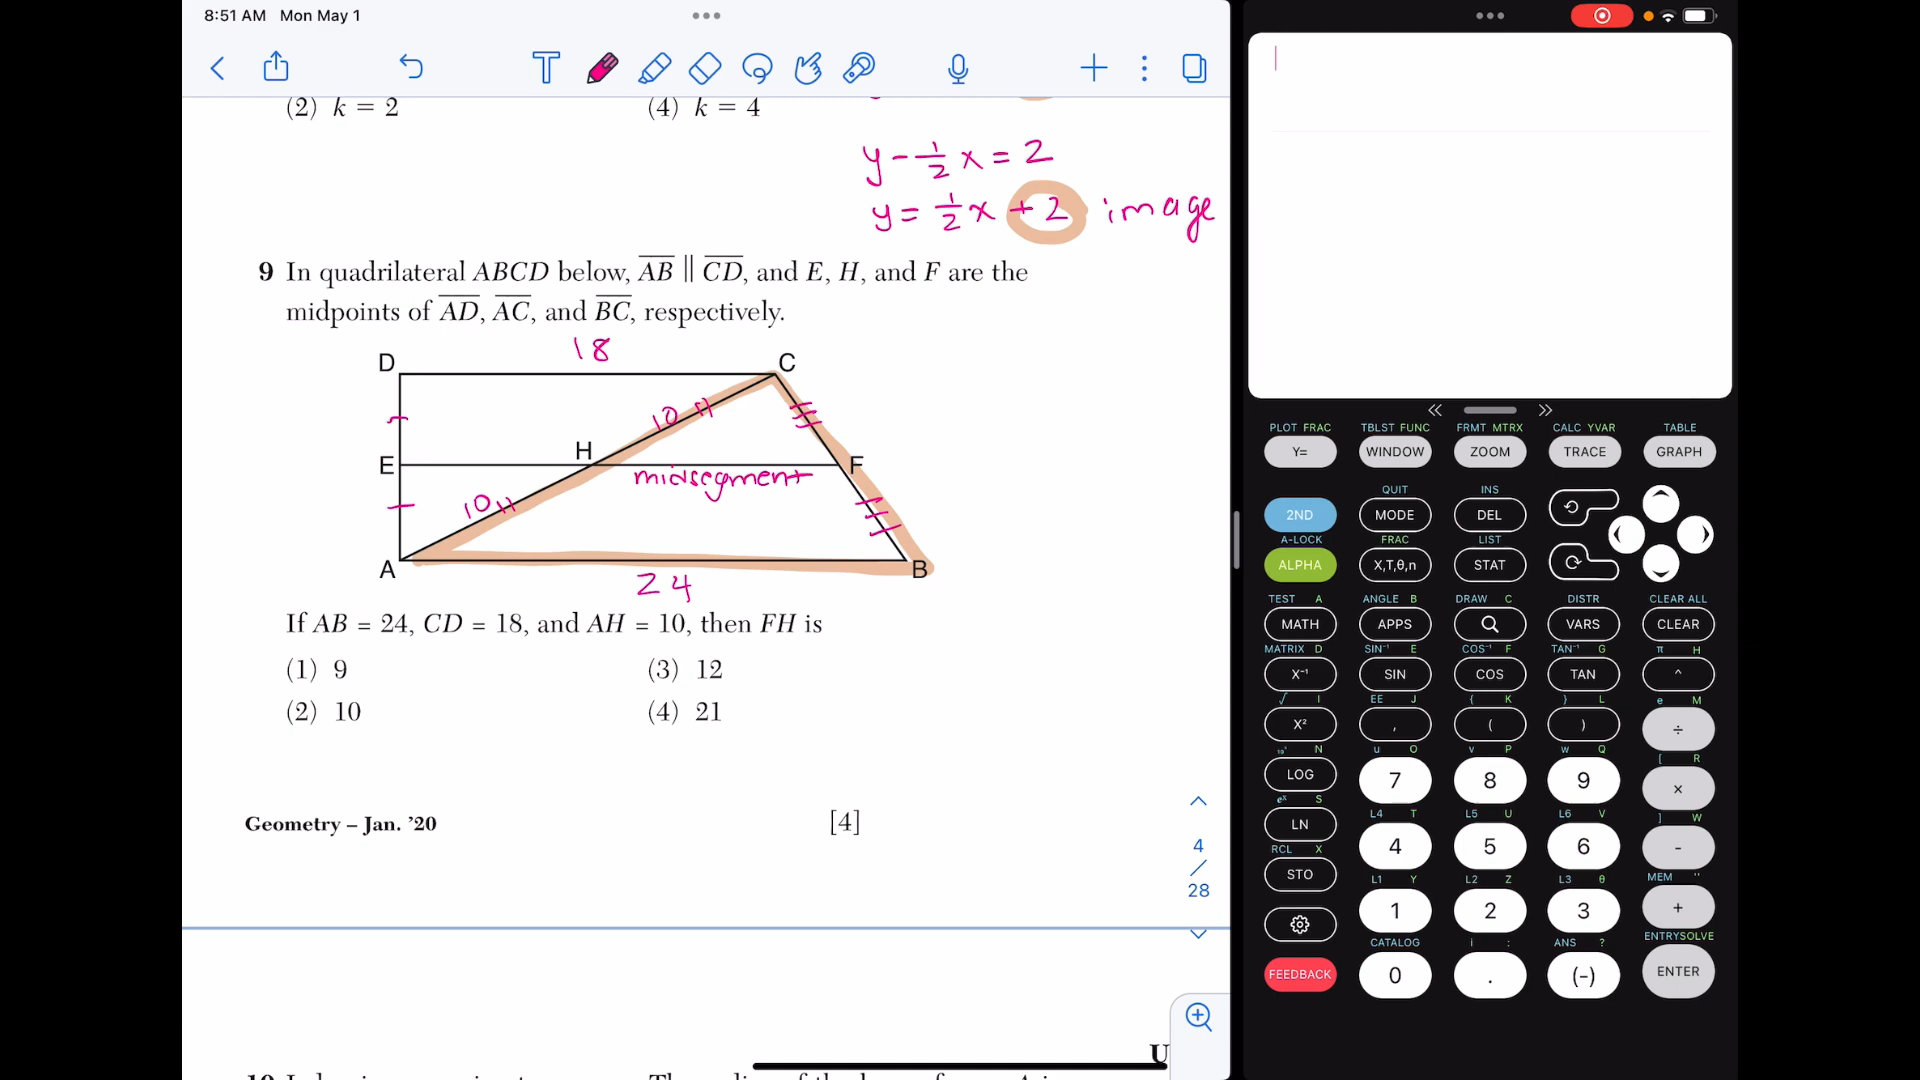 8:51 AM Mon May 1
(2) k = 2
(4) k = 4
y - 1/2 x = 2
y = 1/2 x + 2 image
9 In quadrilateral ABCD below, AB ∥ CD, and E, H, and F are the
midpoints of AD, AC, and BC, respectively.
18
D
C
10
H
E
F
midsegment
10
A
B
24
If AB = 24, CD = 18, and AH = 10, then FH is
(1) 9
(3) 12
(2) 10
(4) 21
Geometry – Jan. ’20
[4]
4
/
28
U
PLOT FRAC TBLST FUNC FRMT MTRX CALC YVAR TABLE
Y= WINDOW ZOOM TRACE GRAPH
QUIT INS
2ND MODE DEL
A-LOCK FRAC LIST
ALPHA X,T,θ,n STAT
TEST A ANGLE B DRAW C DISTR CLEAR ALL
MATH APPS VARS CLEAR
MATRIX D SIN⁻¹ E COS⁻¹ F TAN⁻¹ G π H
X⁻¹ SIN COS TAN ^
√ I EE J { K } L e M
X² , ( ) ÷
10ˣ N u O v P w Q [ R
LOG 7 8 9 ×
eˣ S L4 T L5 U L6 V ] W
LN 4 5 6 -
RCL X L1 Y L2 Z L3 θ MEM "
STO 1 2 3 +
CATALOG i : ANS ? ENTRY SOLVE
FEEDBACK 0 . (-) ENTER